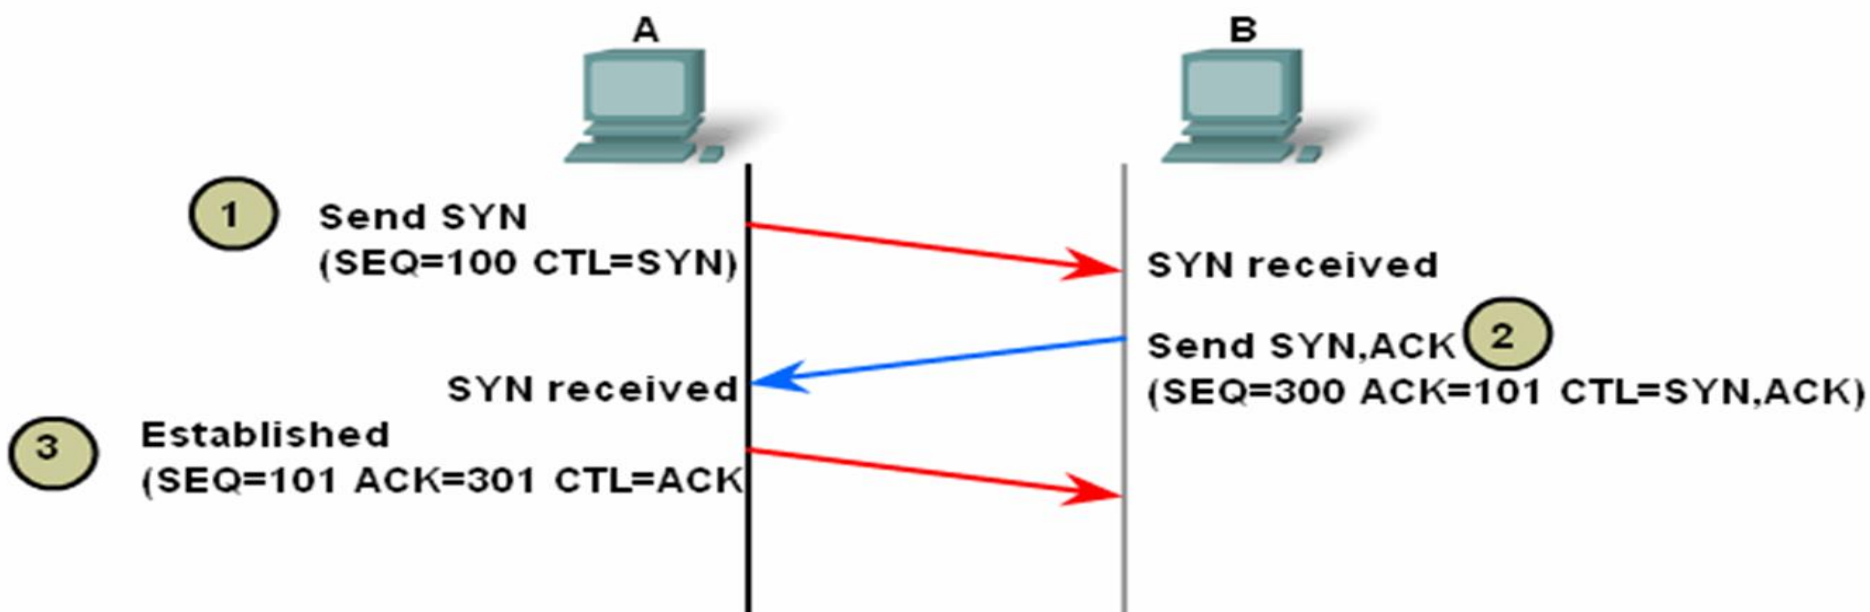 A
B
1
Send SYN
(SEQ=100 CTL=SYN)
SYN received
Send SYN,ACK
2
(SEQ=300 ACK=101 CTL=SYN,ACK)
SYN received
3
Established
(SEQ=101 ACK=301 CTL=ACK